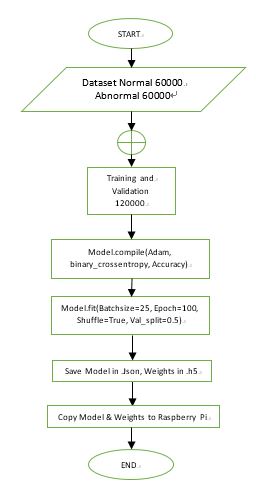 START
Dataset Normal 60000
Abnormal 60000
Training and
Validation
120000
Model.compile(Adam,
binary_crossentropy, Accuracy)
Model.fit(Batchsize=25, Epoch=100,
Shuffle=True, Val_split=0.5)
Save Model in .Json, Weights in .h5
Copy Model & Weights to Raspberry Pi
END